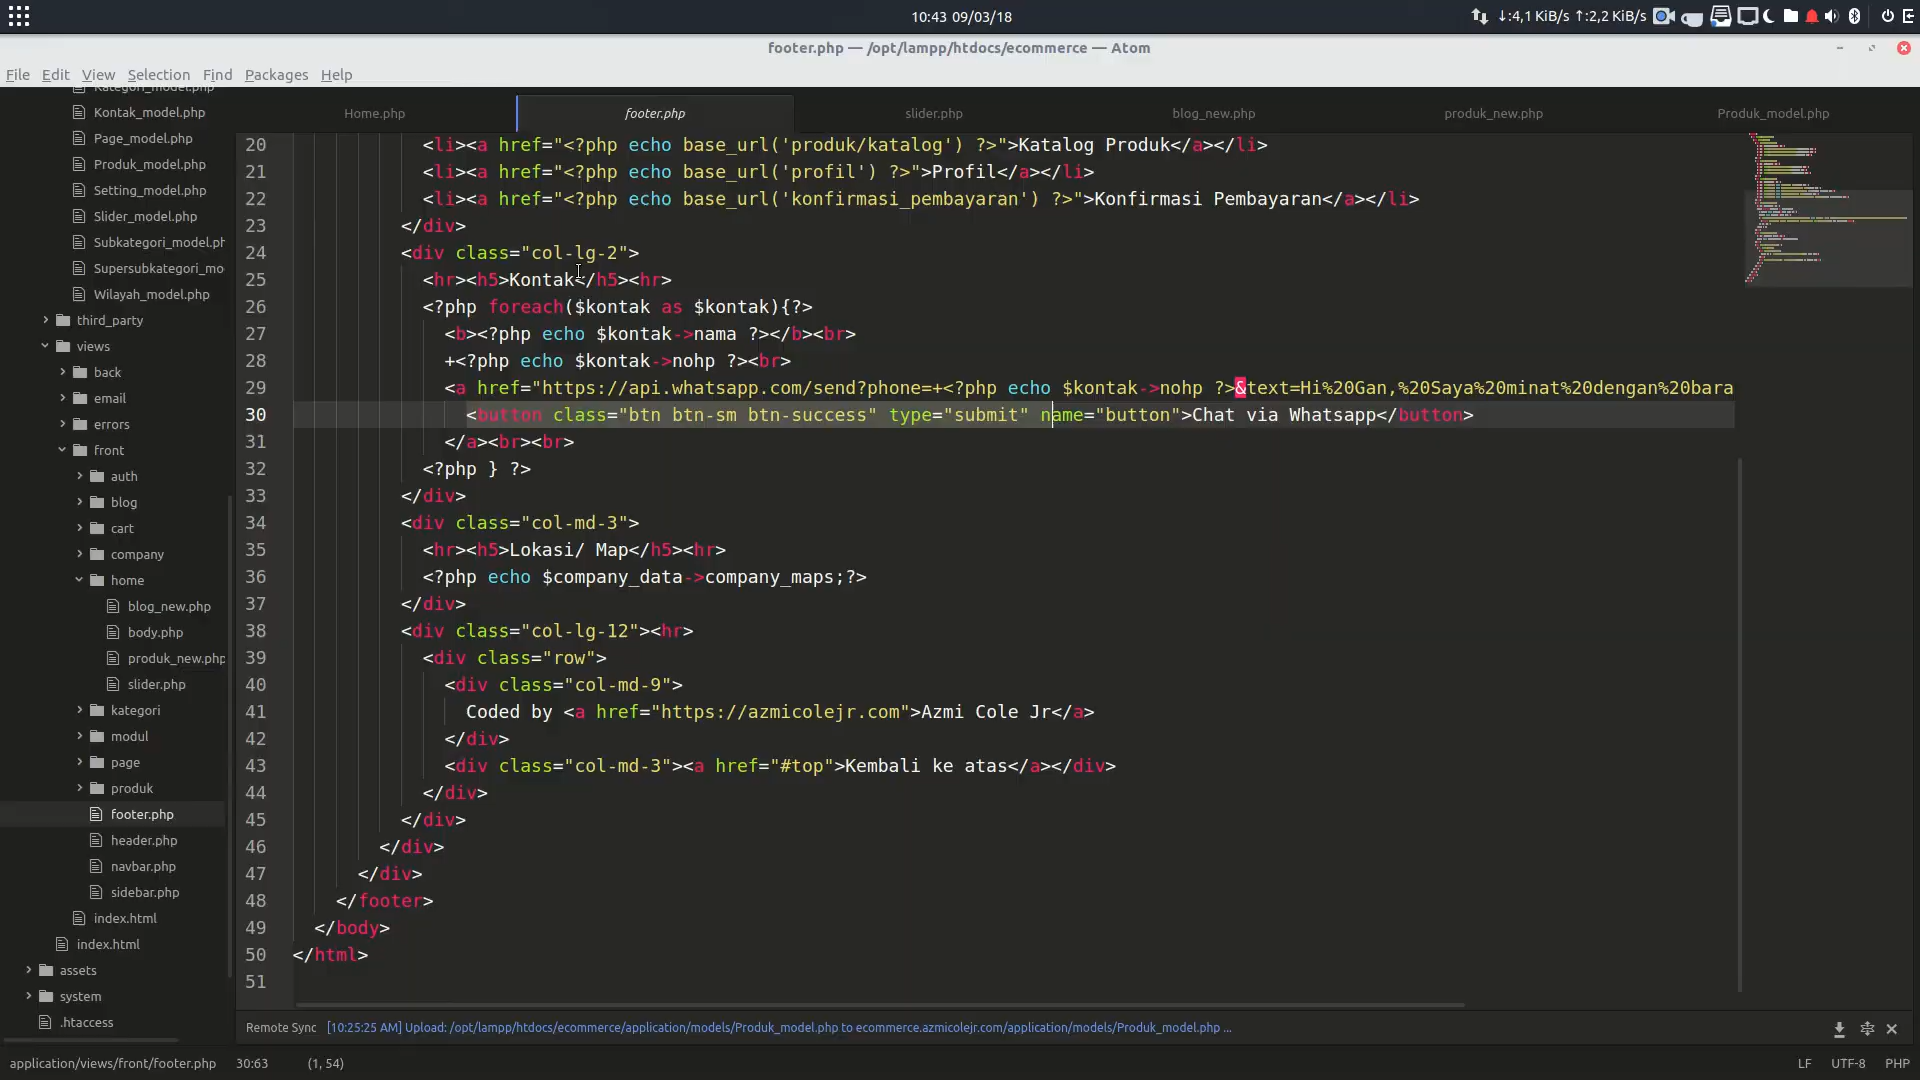 10:43 09/03/18
↓:4,1 KiB/s ↑:2,2 KiB/s
footer.php — /opt/lampp/htdocs/ecommerce — Atom
File Edit View Selection Find Packages Help
Kategori_model.php
Kontak_model.php
Page_model.php
Produk_model.php
Setting_model.php
Slider_model.php
Subkategori_model.ph
Supersubkategori_mo
Wilayah_model.php
third_party
views
back
email
errors
front
auth
blog
cart
company
home
blog_new.php
body.php
produk_new.php
slider.php
kategori
modul
page
produk
footer.php
header.php
navbar.php
sidebar.php
index.html
index.html
assets
system
.htaccess
Home.php footer.php slider.php blog_new.php produk_new.php Produk_model.php
20 <li><a href="<?php echo base_url('produk/katalog') ?>">Katalog Produk</a></li>
21 <li><a href="<?php echo base_url('profil') ?>">Profil</a></li>
22 <li><a href="<?php echo base_url('konfirmasi_pembayaran') ?>">Konfirmasi Pembayaran</a></li>
23 </div>
24 <div class="col-lg-2">
25 <hr><h5>Kontak</h5><hr>
26 <?php foreach($kontak as $kontak){?>
27 <b><?php echo $kontak->nama ?></b><br>
28 +<?php echo $kontak->nohp ?><br>
29 <a href="https://api.whatsapp.com/send?phone=+<?php echo $kontak->nohp ?>&text=Hi%20Gan,%20Saya%20minat%20dengan%20bara
30 <button class="btn btn-sm btn-success" type="submit" name="button">Chat via Whatsapp</button>
31 </a><br><br>
32 <?php } ?>
33 </div>
34 <div class="col-md-3">
35 <hr><h5>Lokasi/ Map</h5><hr>
36 <?php echo $company_data->company_maps;?>
37 </div>
38 <div class="col-lg-12"><hr>
39 <div class="row">
40 <div class="col-md-9">
41 Coded by <a href="https://azmicolejr.com">Azmi Cole Jr</a>
42 </div>
43 <div class="col-md-3"><a href="#top">Kembali ke atas</a></div>
44 </div>
45 </div>
46 </div>
47 </div>
48 </footer>
49 </body>
50 </html>
51
Remote Sync [10:25:25 AM] Upload: /opt/lampp/htdocs/ecommerce/application/models/Produk_model.php to ecommerce.azmicolejr.com/application/models/Produk_model.php ...
application/views/front/footer.php 30:63 (1, 54) LF UTF-8 PHP